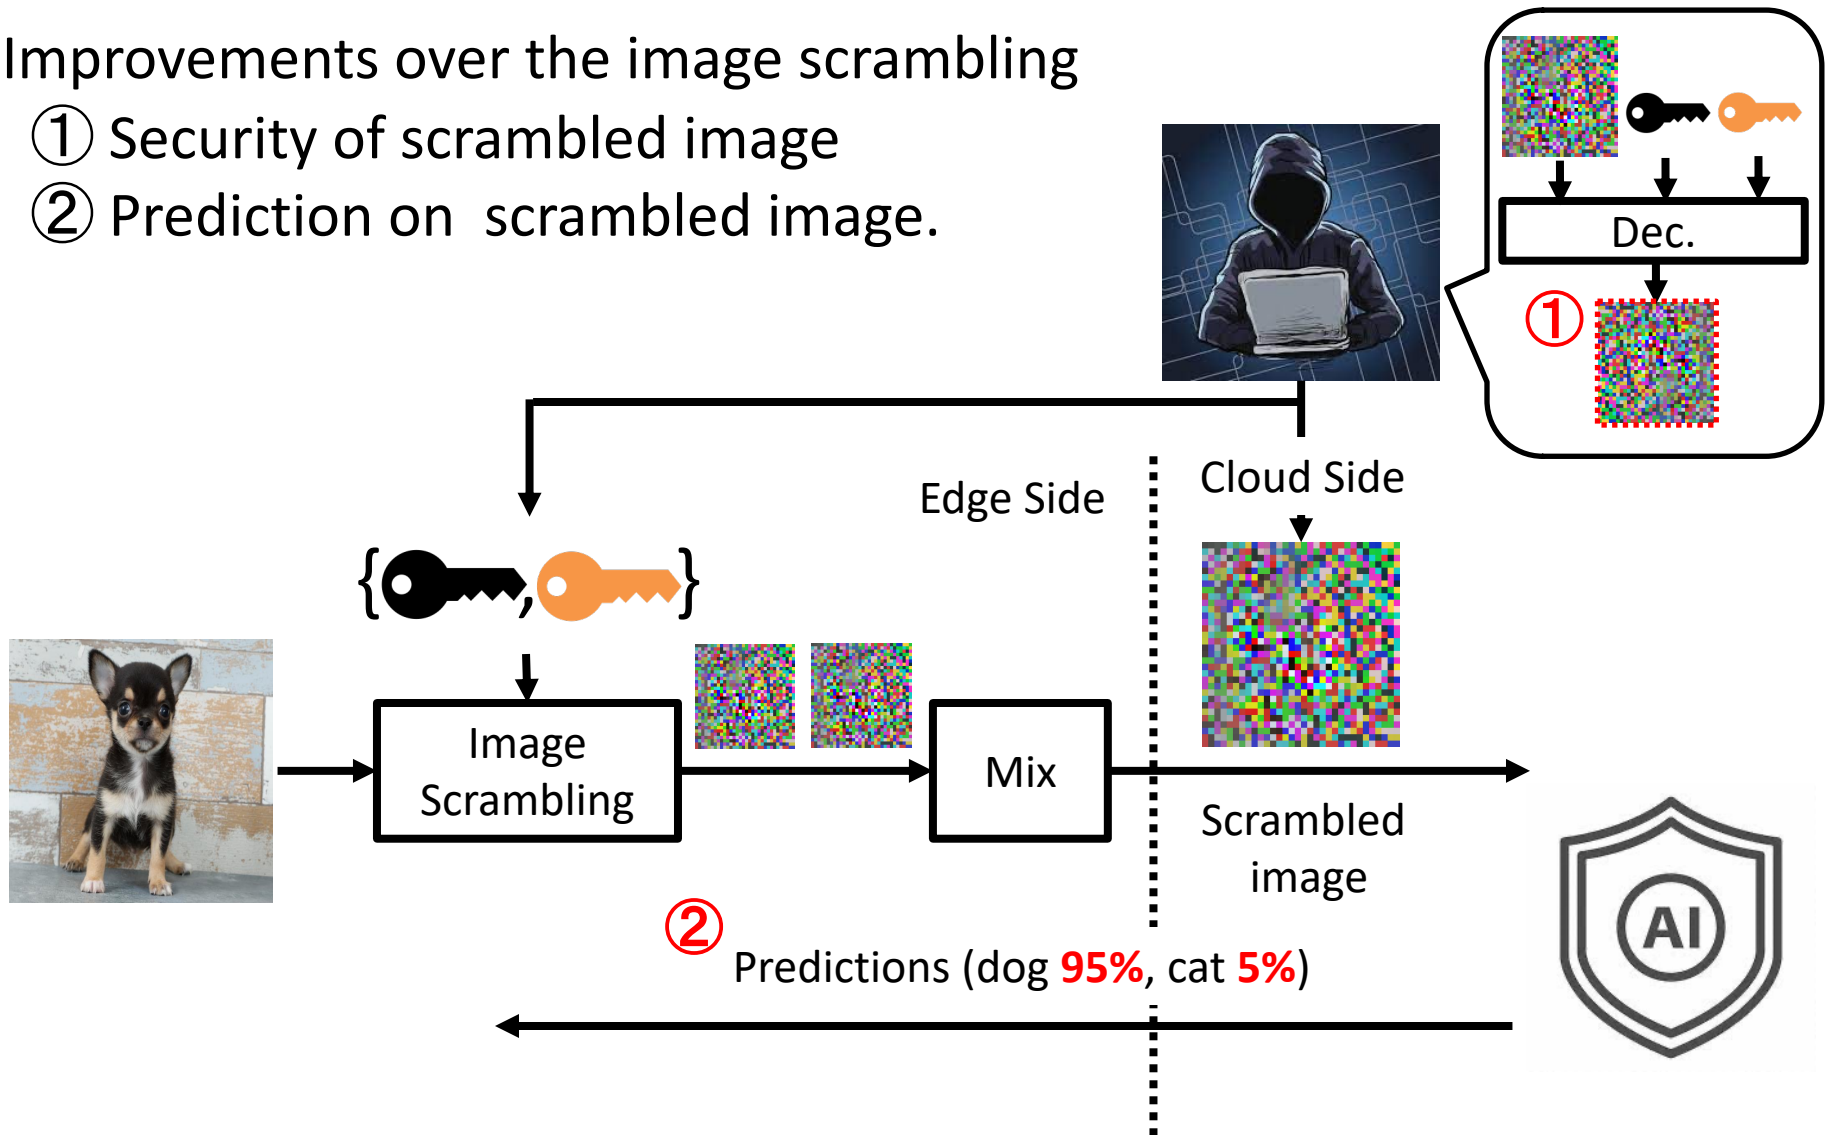 Improvements over the image scrambling
① Security of scrambled image
② Prediction on scrambled image.
Dec.
①
Edge Side
Cloud Side
{ , }
Image
Scrambling
Mix
Scrambled
image
AI
②
Predictions (dog 95%, cat 5%)